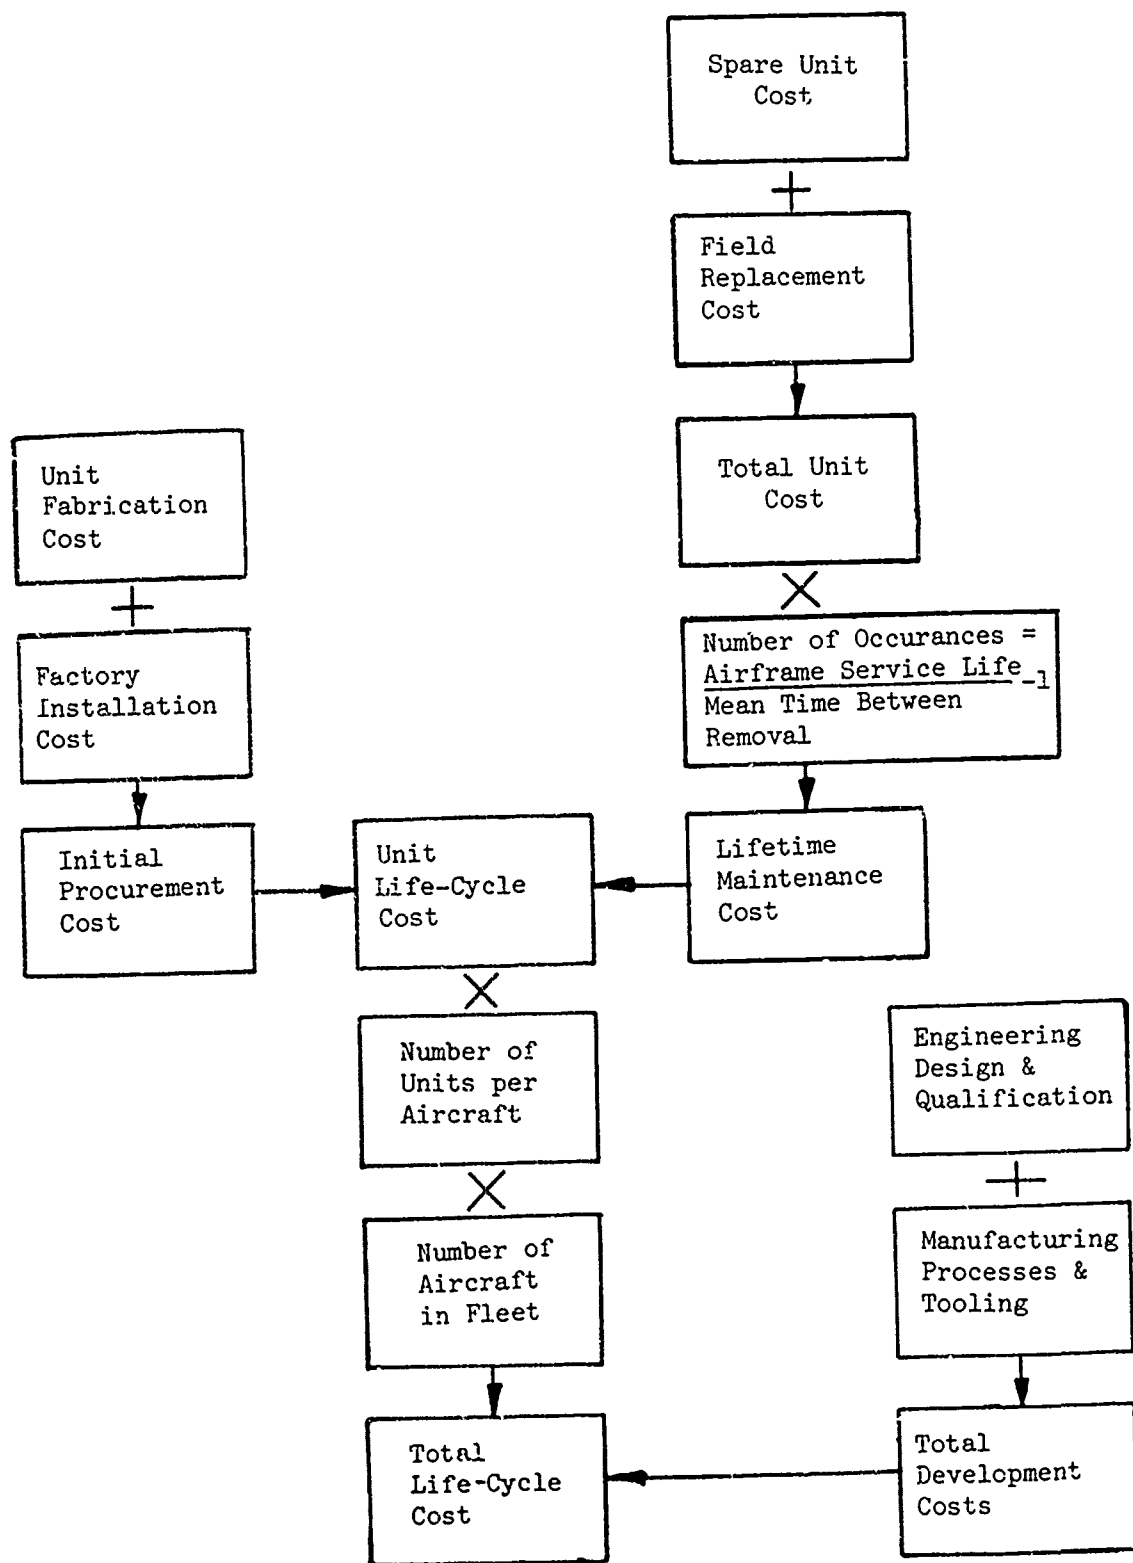 Spare Unit
Cost
+
Field
Replacement
Cost
Total Unit
Cost
×
Number of Occurances =
Airframe Service Life
-1
Mean Time Between
Removal
Unit
Fabrication
Cost
+
Factory
Installation
Cost
Initial
Procurement
Cost
Unit
Life-Cycle
Cost
Lifetime
Maintenance
Cost
×
Number of
Units per
Aircraft
×
Number of
Aircraft
in Fleet
Engineering
Design &
Qualification
+
Manufacturing
Processes &
Tooling
Total
Life-Cycle
Cost
Total
Development
Costs